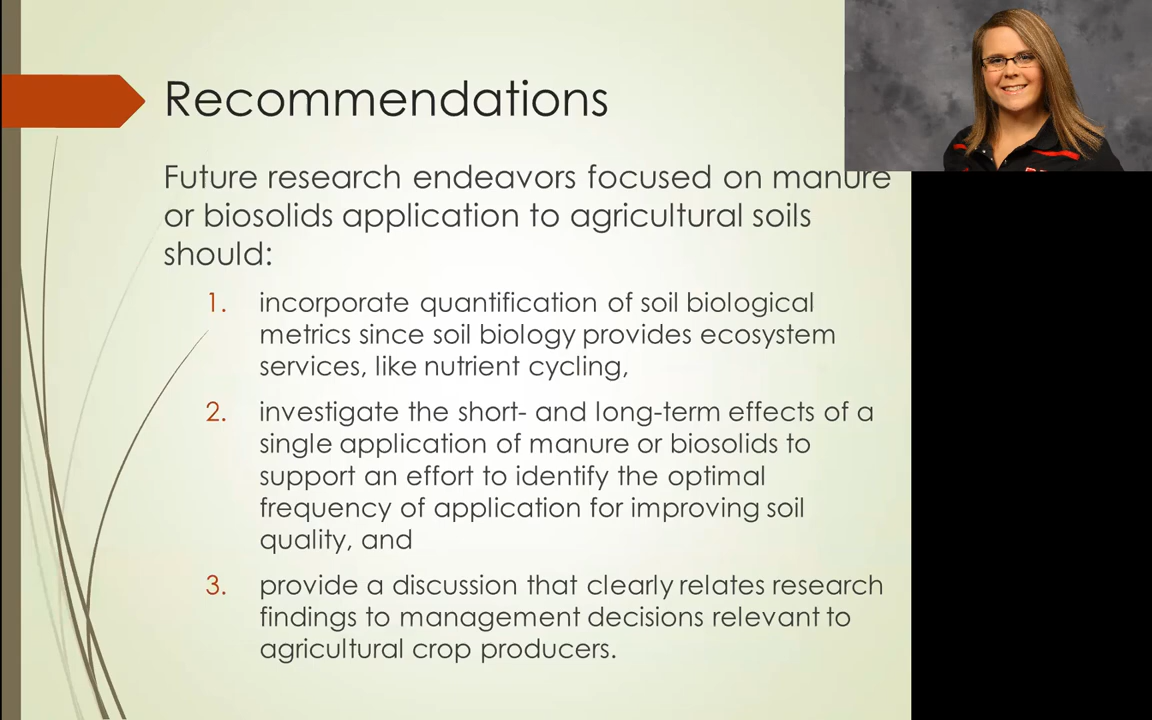 Recommendations
Future research endeavors focused on manure
or biosolids application to agricultural soils
should:
1. incorporate quantification of soil biological
metrics since soil biology provides ecosystem
services, like nutrient cycling,
2. investigate the short- and long-term effects of a
single application of manure or biosolids to
support an effort to identify the optimal
frequency of application for improving soil
quality, and
3. provide a discussion that clearly relates research
findings to management decisions relevant to
agricultural crop producers.